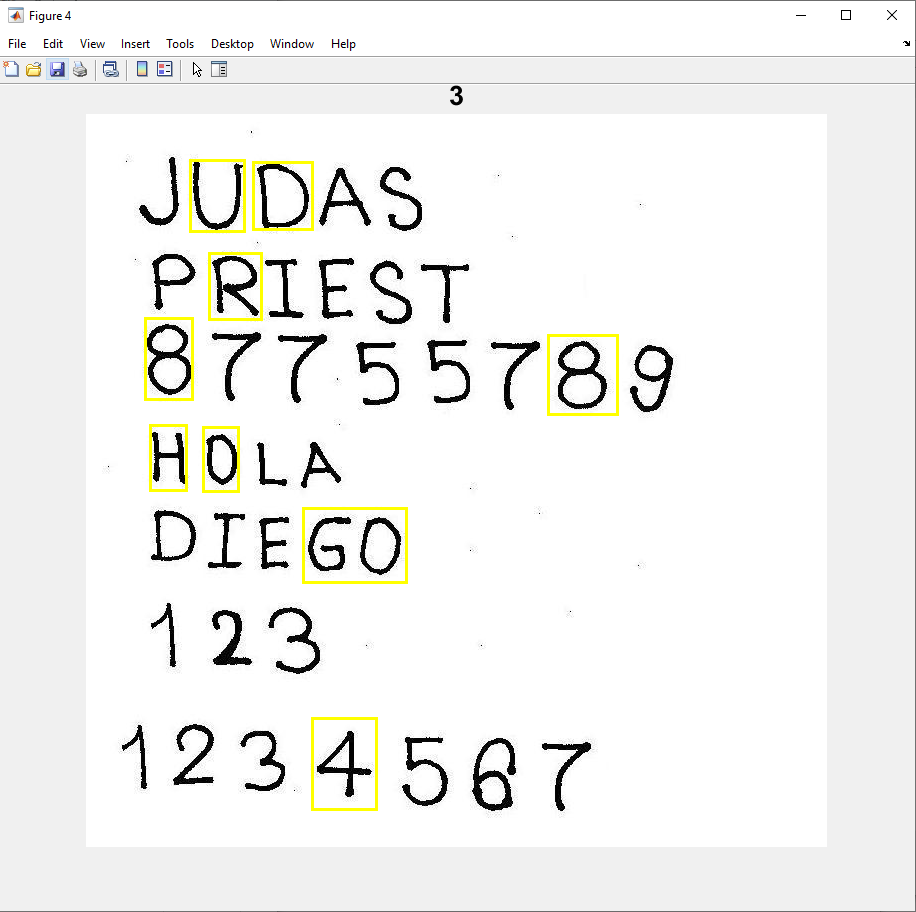 Figure 4
File Edit View Insert Tools Desktop Window Help
3
JUDAS
PRIEST
87755789
HOLA
DIEGO
123
1234567